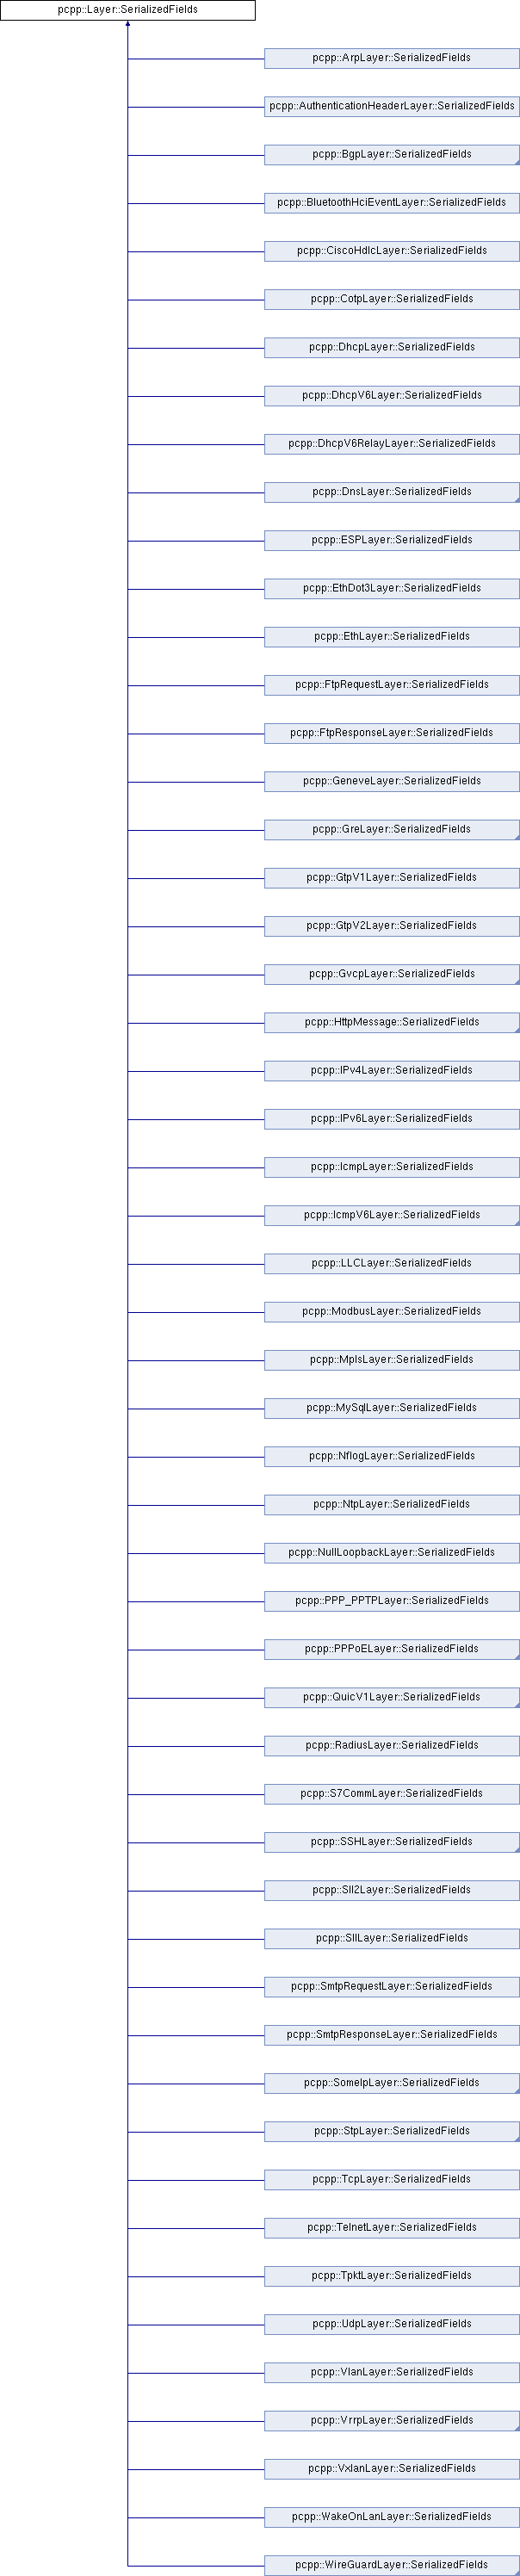 pcpp::Layer::SerializedFields
pcpp::ArpLayer::SerializedFields
pcpp::AuthenticationHeaderLayer::SerializedFields
pcpp::BgpLayer::SerializedFields
pcpp::BluetoothHciEventLayer::SerializedFields
pcpp::CiscoHdlcLayer::SerializedFields
pcpp::CotpLayer::SerializedFields
pcpp::DhcpLayer::SerializedFields
pcpp::DhcpV6Layer::SerializedFields
pcpp::DhcpV6RelayLayer::SerializedFields
pcpp::DnsLayer::SerializedFields
pcpp::ESPLayer::SerializedFields
pcpp::EthDot3Layer::SerializedFields
pcpp::EthLayer::SerializedFields
pcpp::FtpRequestLayer::SerializedFields
pcpp::FtpResponseLayer::SerializedFields
pcpp::GeneveLayer::SerializedFields
pcpp::GreLayer::SerializedFields
pcpp::GtpV1Layer::SerializedFields
pcpp::GtpV2Layer::SerializedFields
pcpp::GvcpLayer::SerializedFields
pcpp::HttpMessage::SerializedFields
pcpp::IPv4Layer::SerializedFields
pcpp::IPv6Layer::SerializedFields
pcpp::IcmpLayer::SerializedFields
pcpp::IcmpV6Layer::SerializedFields
pcpp::LLCLayer::SerializedFields
pcpp::ModbusLayer::SerializedFields
pcpp::MplsLayer::SerializedFields
pcpp::MySqlLayer::SerializedFields
pcpp::NflogLayer::SerializedFields
pcpp::NtpLayer::SerializedFields
pcpp::NullLoopbackLayer::SerializedFields
pcpp::PPP_PPTPLayer::SerializedFields
pcpp::PPPoELayer::SerializedFields
pcpp::QuicV1Layer::SerializedFields
pcpp::RadiusLayer::SerializedFields
pcpp::S7CommLayer::SerializedFields
pcpp::SSHLayer::SerializedFields
pcpp::Sll2Layer::SerializedFields
pcpp::SllLayer::SerializedFields
pcpp::SmtpRequestLayer::SerializedFields
pcpp::SmtpResponseLayer::SerializedFields
pcpp::SomeIpLayer::SerializedFields
pcpp::StpLayer::SerializedFields
pcpp::TcpLayer::SerializedFields
pcpp::TelnetLayer::SerializedFields
pcpp::TpktLayer::SerializedFields
pcpp::UdpLayer::SerializedFields
pcpp::VlanLayer::SerializedFields
pcpp::VrrpLayer::SerializedFields
pcpp::VxlanLayer::SerializedFields
pcpp::WakeOnLanLayer::SerializedFields
pcpp::WireGuardLayer::SerializedFields